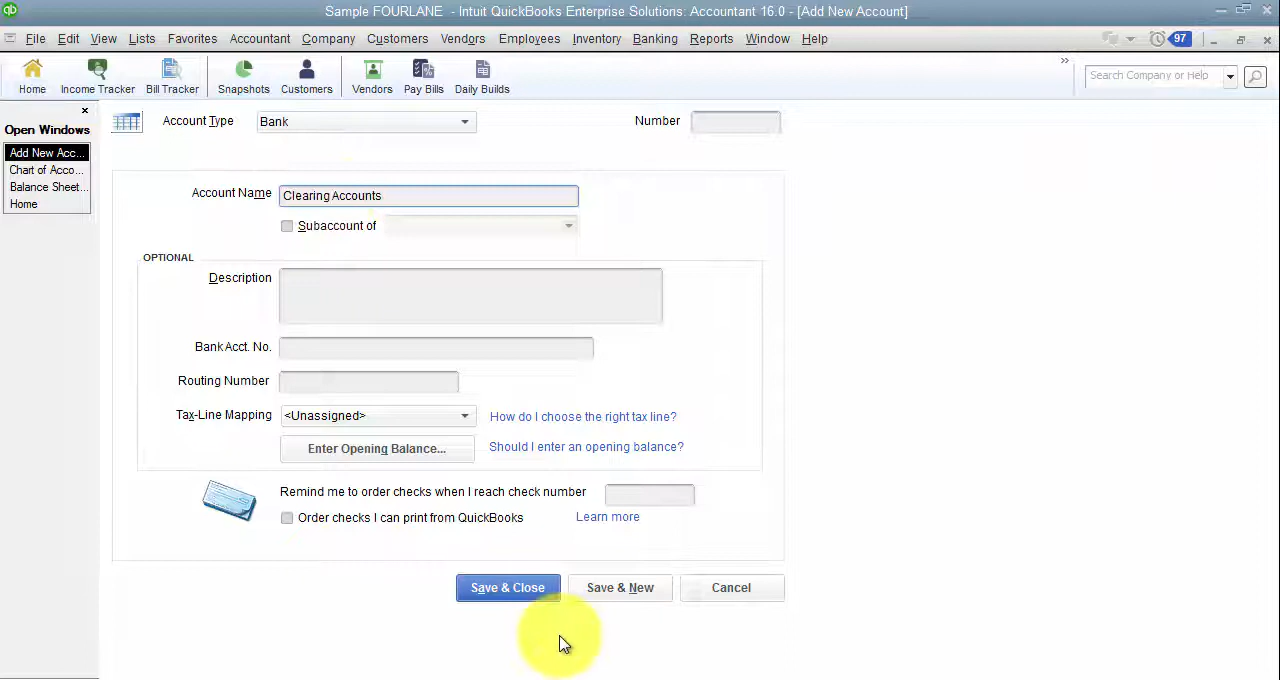 qb
Sample FOURLANE - Intuit QuickBooks Enterprise Solutions: Accountant 16.0 - [Add New Account]
File Edit View Lists Favorites Accountant Company Customers Vendors Employees Inventory Banking Reports Window Help 97
Home Income Tracker Bill Tracker Snapshots Customers Vendors Pay Bills Daily Builds
» Search Company or Help
Open Windows
Add New Acc...
Chart of Acco...
Balance Sheet...
Home
Account Type Bank Number
Account Name Clearing Accounts
Subaccount of
OPTIONAL
Description
Bank Acct. No.
Routing Number
Tax-Line Mapping <Unassigned> How do I choose the right tax line?
Enter Opening Balance... Should I enter an opening balance?
Remind me to order checks when I reach check number
Order checks I can print from QuickBooks Learn more
Save & Close Save & New Cancel